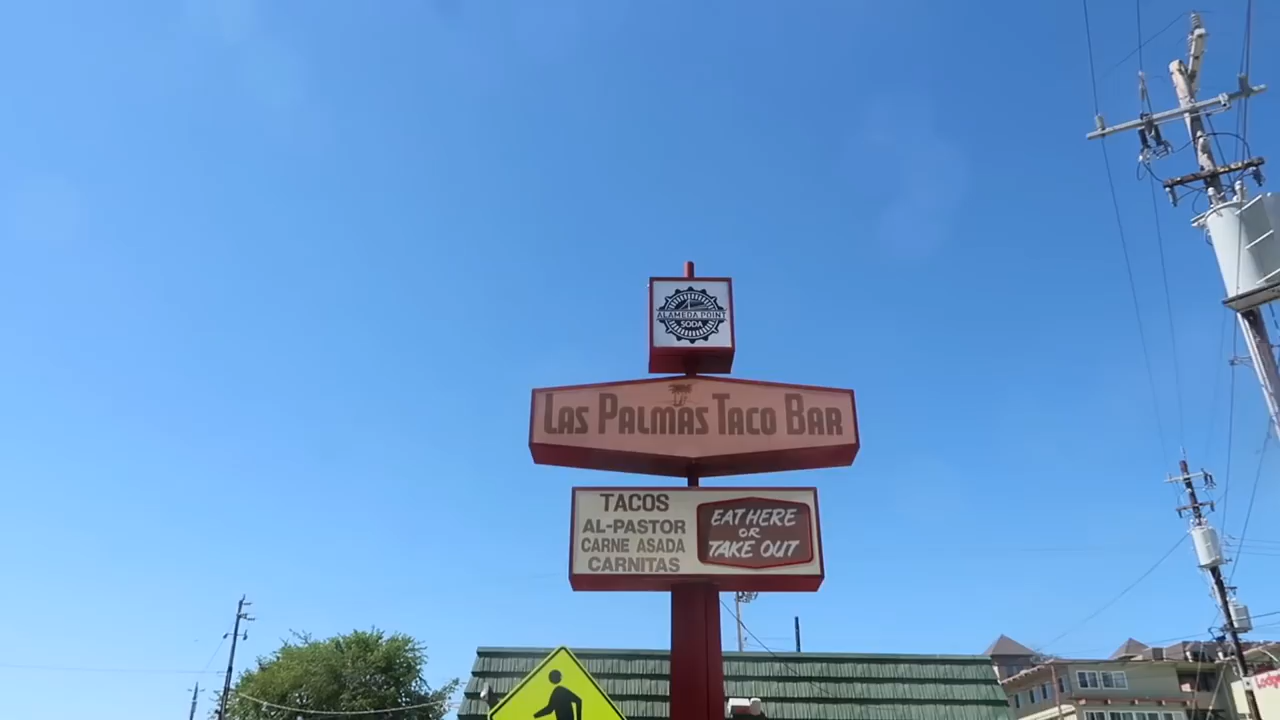 ALAMEDA POINT
SODA
LAS PALMAS TACO BAR
TACOS
AL-PASTOR
CARNE ASADA
CARNITAS
EAT HERE
OR
TAKE OUT